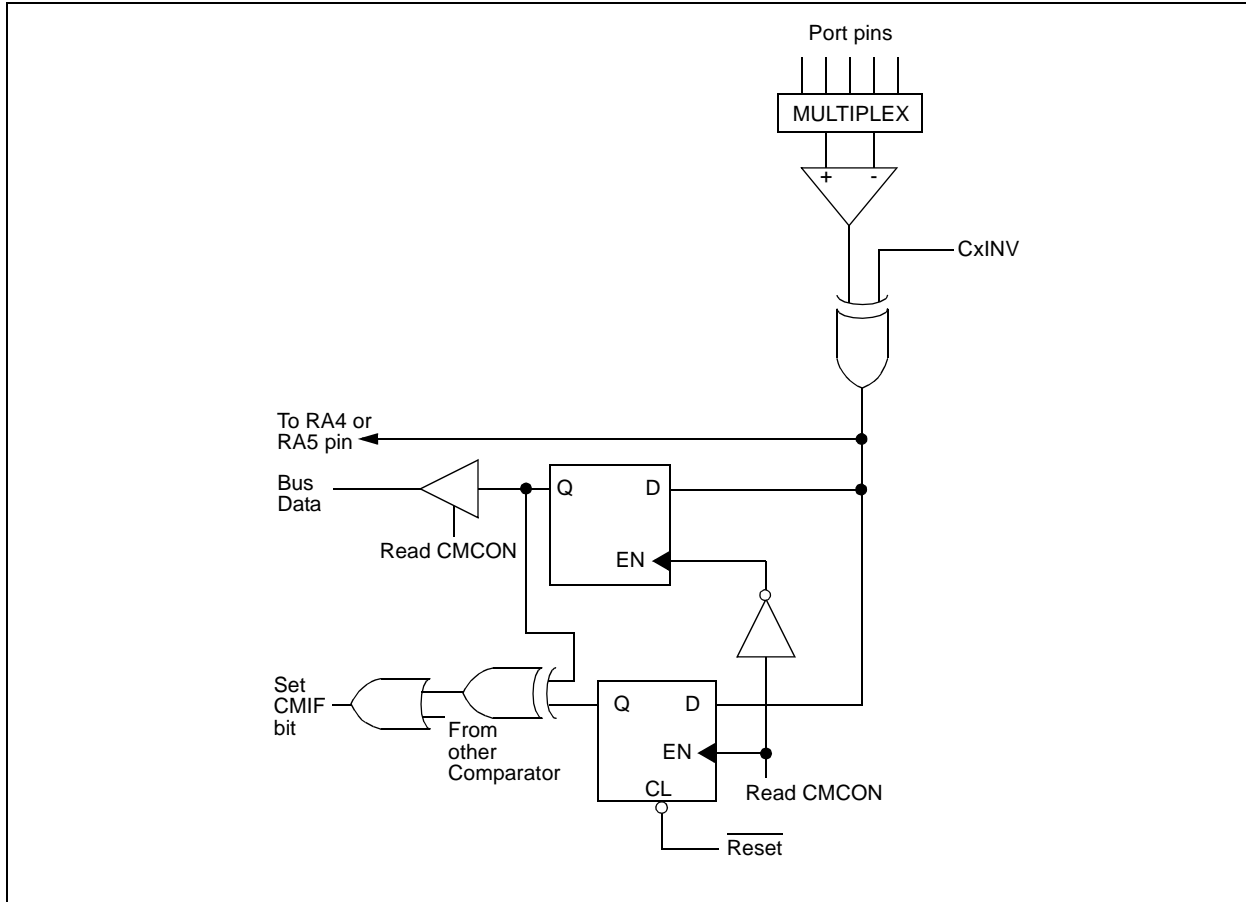 Port pins
MULTIPLEX
+ -
CxINV
To RA4 or
RA5 pin
Bus
Data
Q D
Read CMCON
EN
Set
CMIF
bit
From
other
Comparator
Q D
EN
CL
Read CMCON
Reset